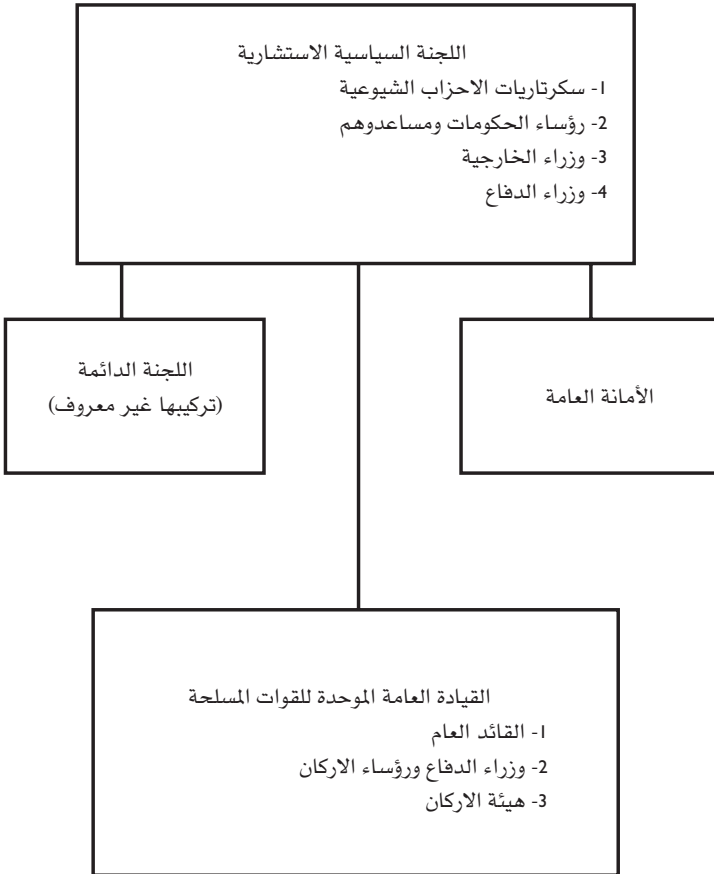 اللجنة السياسية الاستشارية
1- سكرتاريات الاحزاب الشيوعية
2- رؤساء الحكومات ومساعدوهم
3- وزراء الخارجية
4- وزراء الدفاع
الأمانة العامة
اللجنة الدائمة
(تركيبها غير معروف)
القيادة العامة الموحدة للقوات المسلحة
1- القائد العام
2- وزراء الدفاع ورؤساء الاركان
3- هيئة الاركان